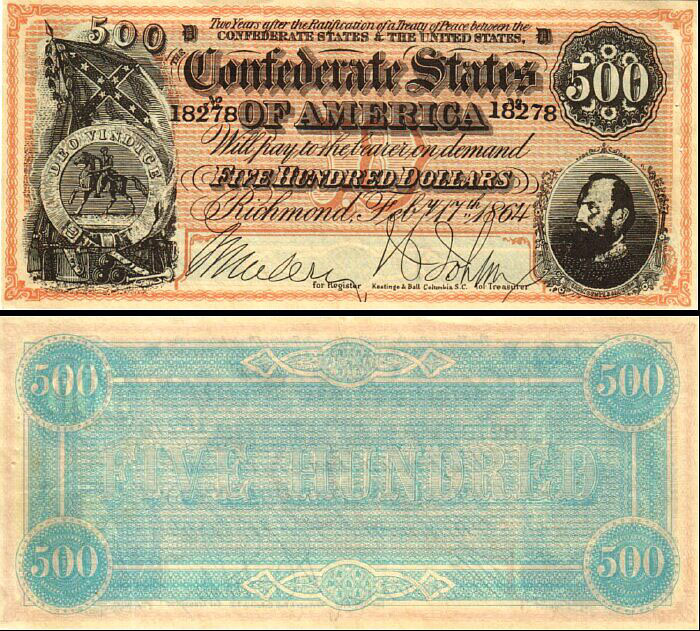 Two Years after the Ratification of a Treaty of Peace between the
500 D CONFEDERATE STATES & THE UNITED STATES, D
THE Confederate States 500
18278 OF AMERICA 18278
Will pay to the bearer on demand
DEO VINDICE
FIVE HUNDRED DOLLARS
Richmond, Feby 17th 1864
for Register Keatinge & Ball Columbia S.C. for Treasurer
500 500
FIVE HUNDRED
500 500